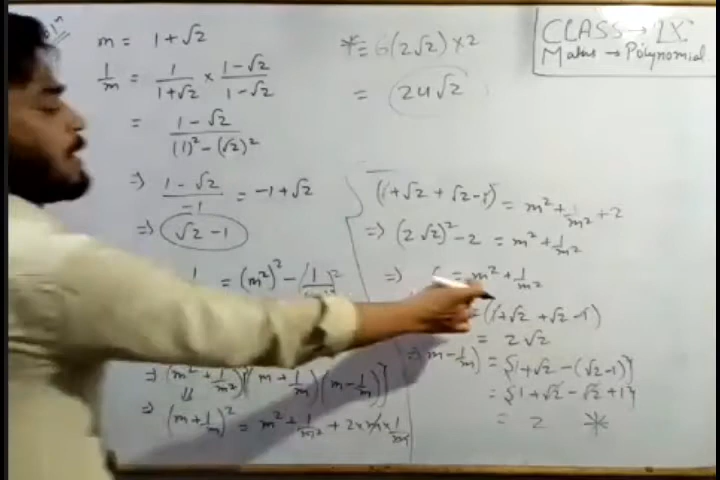 m = 1 + √2
1/m = 1/(1+√2) × (1-√2)/(1-√2)
= (1-√2)/((1)² - (√2)²)
⇒ (1-√2)/-1 = -1 + √2
⇒ √2 - 1
= (m²)² - (1/
⇒ (m² + 1/m²)(m + 1/m)(m - 1/m)
⇒ (m + 1/m)² = m² + 1/m² + 2×m×1/m
* = 6(2√2)×2
= 24√2
(1+√2 + √2-1) = m² + 1/m² + 2
⇒ (2√2)² - 2 = m² + 1/m²
⇒ = m² + 1/m²
= (1+√2 + √2-1)
= 2√2
⇒ m - 1/m) = {1+√2 - (√2-1)}
= {1+√2 - √2 + 1}
= 2 *
CLASS → IX
Maths → Polynomial